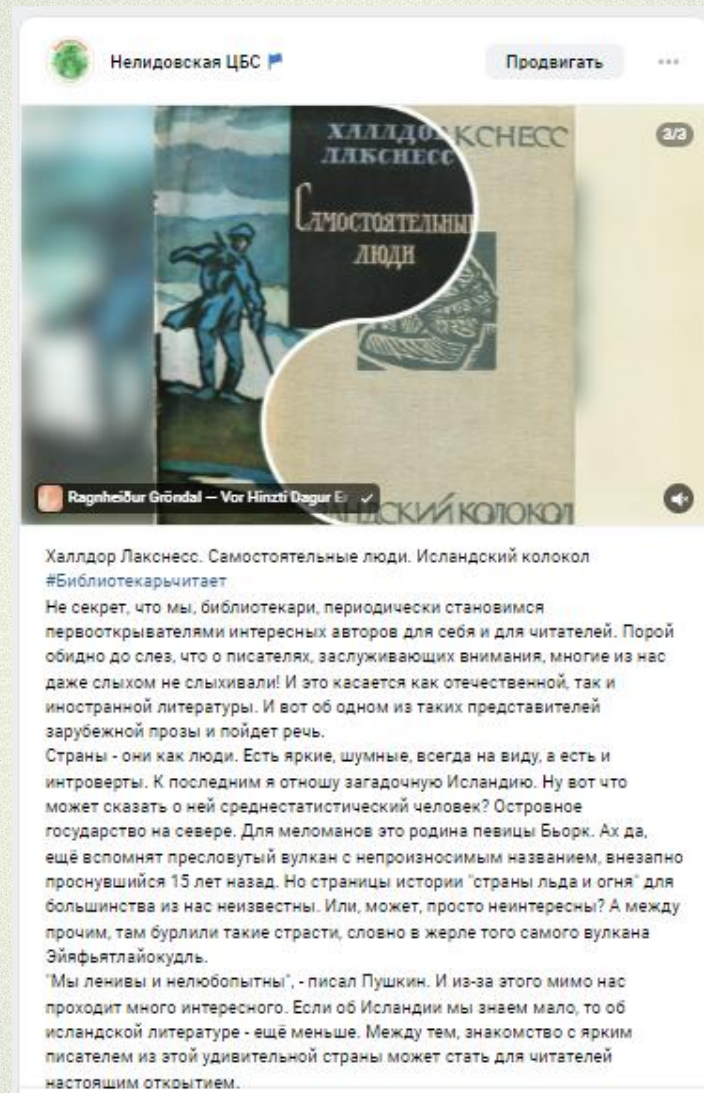 Нелидовская ЦБС
Продвигать
3/3
ХАЛЛДОР
ЛАКСНЕСС
КСНЕСС
САМОСТОЯТЕЛЬНЫЕ
ЛЮДИ
АНДСКИЙ КОЛОКОЛ
Ragnheiður Gröndal — Vor Hinzti Dagur Er
Халлдор Лакснесс. Самостоятельные люди. Исландский колокол
#Библиотекарьчитает
Не секрет, что мы, библиотекари, периодически становимся
первооткрывателями интересных авторов для себя и для читателей. Порой
обидно до слез, что о писателях, заслуживающих внимания, многие из нас
даже слыхом не слыхивали! И это касается как отечественной, так и
иностранной литературы. И вот об одном из таких представителей
зарубежной прозы и пойдет речь.
Страны - они как люди. Есть яркие, шумные, всегда на виду, а есть и
интроверты. К последним я отношу загадочную Исландию. Ну вот что
может сказать о ней среднестатистический человек? Островное
государство на севере. Для меломанов это родина певицы Бьорк. Ах да,
ещё вспомнят пресловутый вулкан с непроизносимым названием, внезапно
проснувшийся 15 лет назад. Но страницы истории "страны льда и огня" для
большинства из нас неизвестны. Или, может, просто неинтересны? А между
прочим, там бурлили такие страсти, словно в жерле того самого вулкана
Эйяфьятлайокудль.
"Мы ленивы и нелюбопытны", - писал Пушкин. И из-за этого мимо нас
проходит много интересного. Если об Исландии мы знаем мало, то об
исландской литературе - ещё меньше. Между тем, знакомство с ярким
писателем из этой удивительной страны может стать для читателей
настоящим открытием.